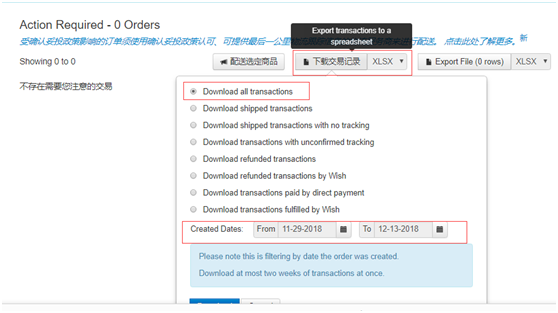 Action Required - 0 Orders
Export transactions to a
spreadsheet
受确认妥投政策影响的订单须使用确认妥投政策认可、可提供最后一公里 进行配送。 点击此处了解更多。新
Showing 0 to 0
配送选定商品
下载交易记录
XLSX
Export File (0 rows)
XLSX
不存在需要您注意的交易
Download all transactions
Download shipped transactions
Download shipped transactions with no tracking
Download transactions with unconfirmed tracking
Download refunded transactions
Download refunded transactions by Wish
Download transactions paid by direct payment
Download transactions fulfilled by Wish
Created Dates: From 11-29-2018 To 12-13-2018
Please note this is filtering by date the order was created.
Download at most two weeks of transactions at once.